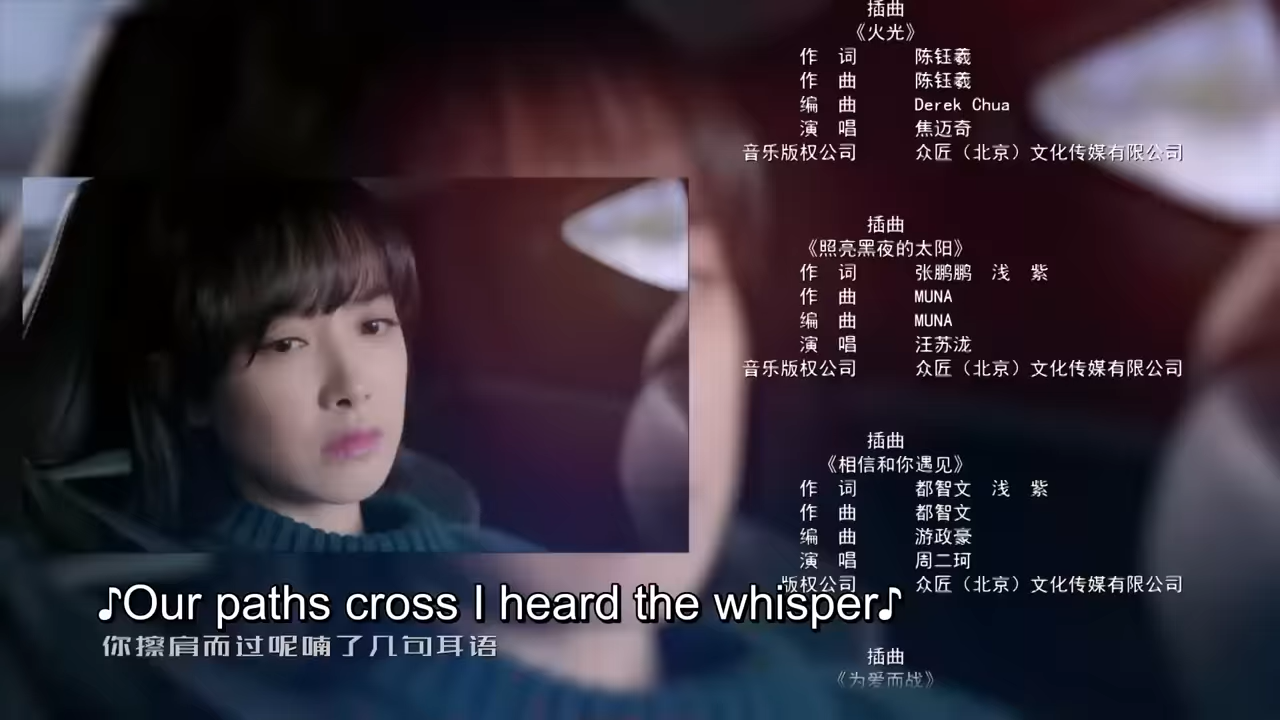 插曲
《火光》
作 词 陈钰羲
作 曲 陈钰羲
编 曲 Derek Chua
演 唱 焦迈奇
音乐版权公司 众匠（北京）文化传媒有限公司
插曲
《照亮黑夜的太阳》
作 词 张鹏鹏 浅 紫
作 曲 MUNA
编 曲 MUNA
演 唱 汪苏泷
音乐版权公司 众匠（北京）文化传媒有限公司
插曲
《相信和你遇见》
作 词 都智文 浅 紫
作 曲 都智文
编 曲 游政豪
演 唱 周二珂
版权公司 众匠（北京）文化传媒有限公司
♪Our paths cross I heard the whisper♪
你擦肩而过呢喃了几句耳语
插曲
《为爱而战》